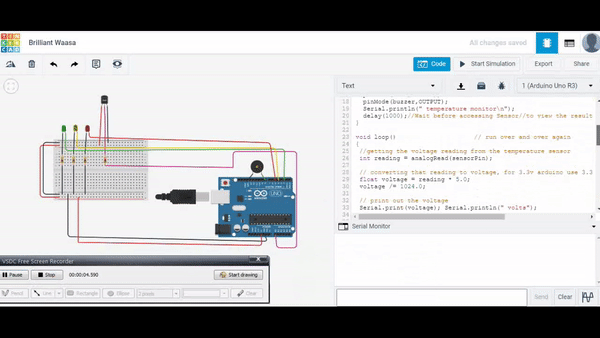 TIN
KER
CAD
Brilliant Waasa
All changes saved
Code
Start Simulation
Export
Share
Text
1 (Arduino Uno R3)
18 pinMode(buzzer,OUTPUT);
19 Serial.println(" temperature monitor\n");
20 delay(1000);//Wait before accessing Sensor//to view the result
21 }
22
23 void loop() // run over and over again
24 {
25 //getting the voltage reading from the temperature sensor
26 int reading = analogRead(sensorPin);
27
28 // converting that reading to voltage, for 3.3v arduino use 3.3
29 float voltage = reading * 5.0;
30 voltage /= 1024.0;
31
32 // print out the voltage
33 Serial.print(voltage); Serial.println(" volts");
34
Serial Monitor
ARDUINO
UNO
VSDC Free Screen Recorder
Pause
Stop
00:00:04.590
Start drawing
Pencil
Line
Rectangle
Ellipse
2 pixels
Clear
Send
Clear